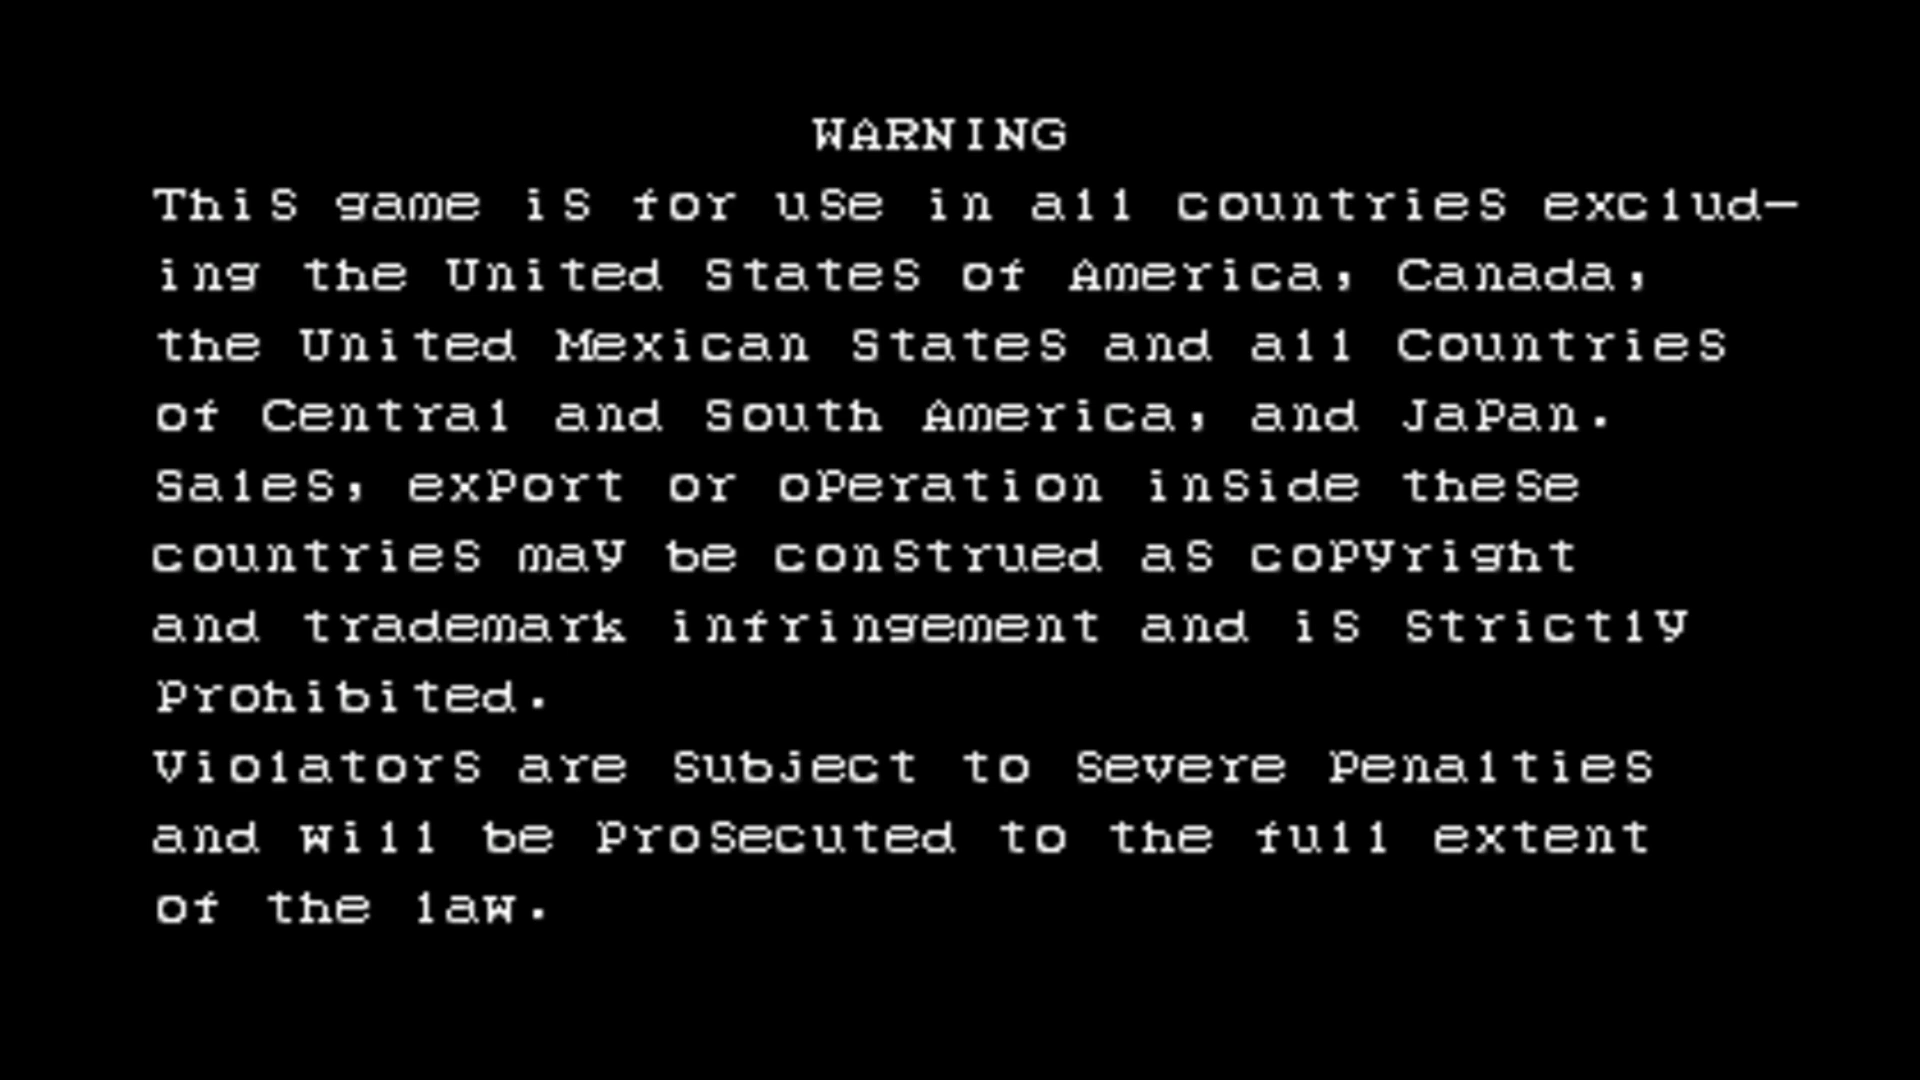 WARNING
This game is for use in all countries exclud-
ing the United States of America, Canada,
the United Mexican States and all Countries
of Central and South America, and Japan.
Sales, export or operation inside these
countries may be construed as copyright
and trademark infringement and is strictly
prohibited.
Violators are subject to severe penalties
and will be prosecuted to the full extent
of the law.